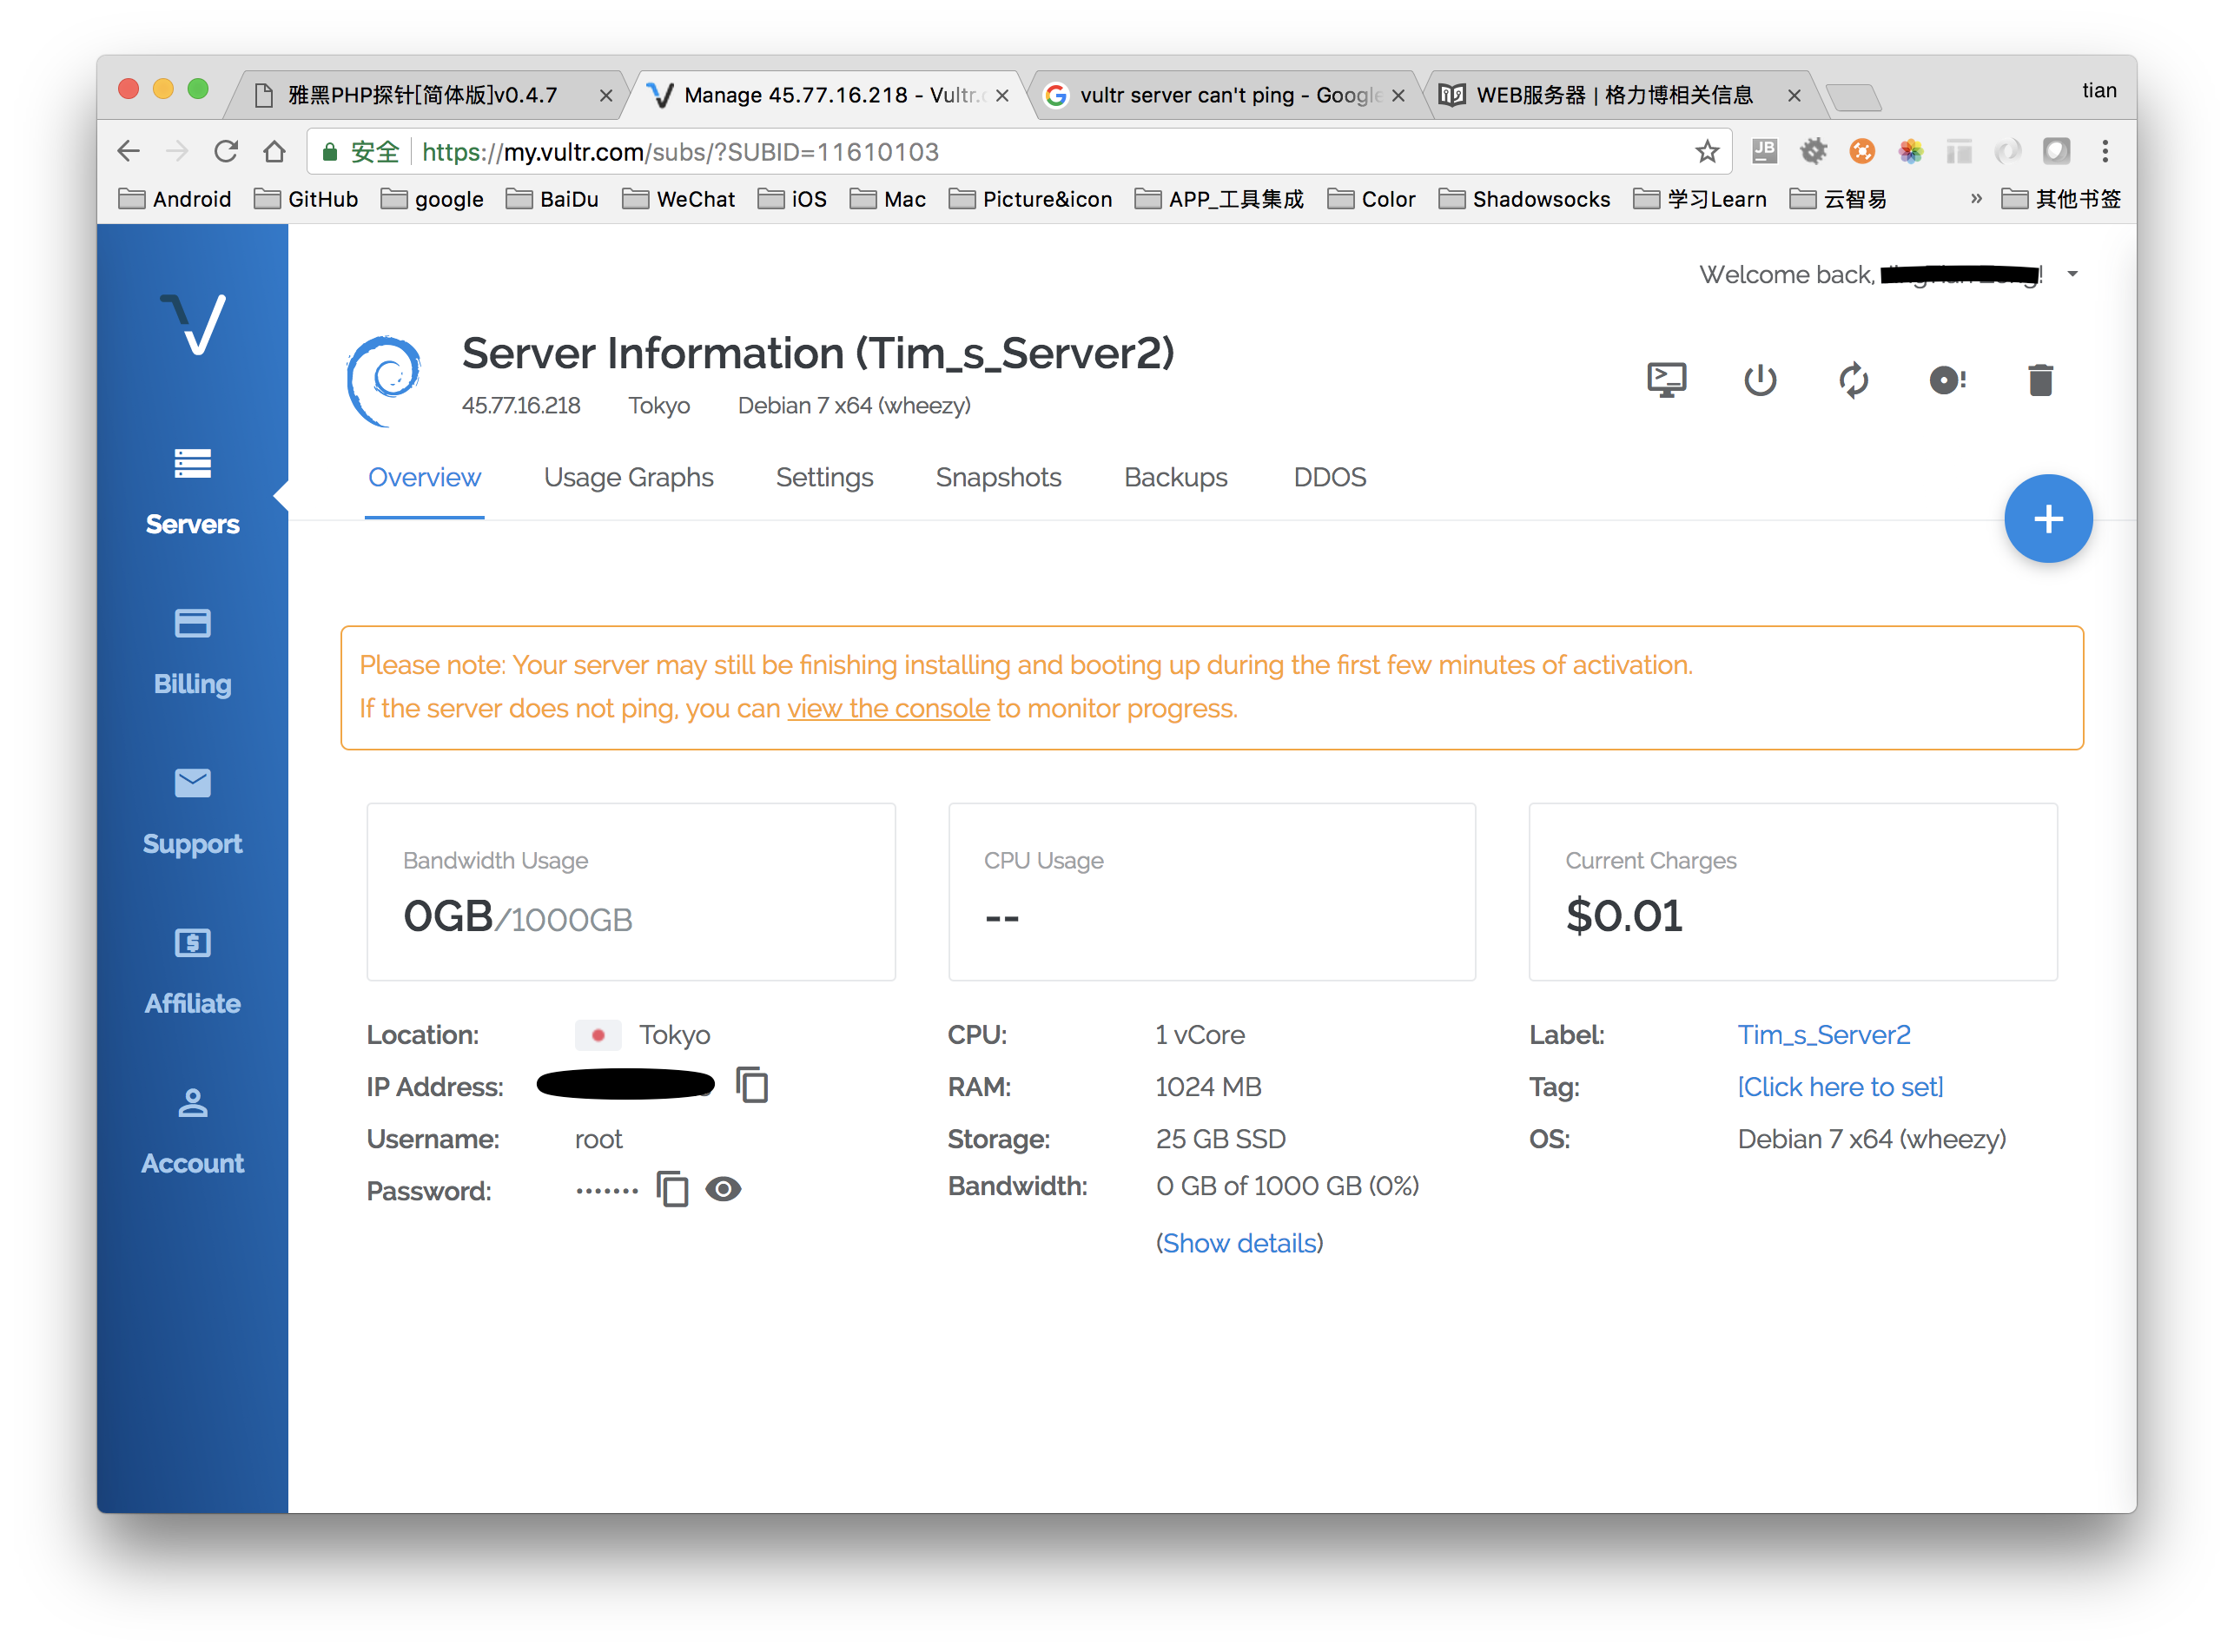 雅黑PHP探针[简体版]v0.4.7
Manage 45.77.16.218 - Vultr.c
vultr server can't ping - Google
WEB服务器 | 格力博相关信息
tian
安全 https://my.vultr.com/subs/?SUBID=11610103
JB
Android GitHub google BaiDu WeChat iOS Mac Picture&icon APP_工具集成 Color Shadowsocks 学习Learn 云智易 » 其他书签
Welcome back, !
Server Information (Tim_s_Server2)
45.77.16.218 Tokyo Debian 7 x64 (wheezy)
Overview Usage Graphs Settings Snapshots Backups DDOS
Servers
Billing
Support
Affiliate
Account
Please note: Your server may still be finishing installing and booting up during the first few minutes of activation.
If the server does not ping, you can view the console to monitor progress.
Bandwidth Usage
0GB/1000GB
CPU Usage
--
Current Charges
$0.01
Location: Tokyo
IP Address:
Username: root
Password: •••••••
CPU: 1 vCore
RAM: 1024 MB
Storage: 25 GB SSD
Bandwidth: 0 GB of 1000 GB (0%)
(Show details)
Label: Tim_s_Server2
Tag: [Click here to set]
OS: Debian 7 x64 (wheezy)